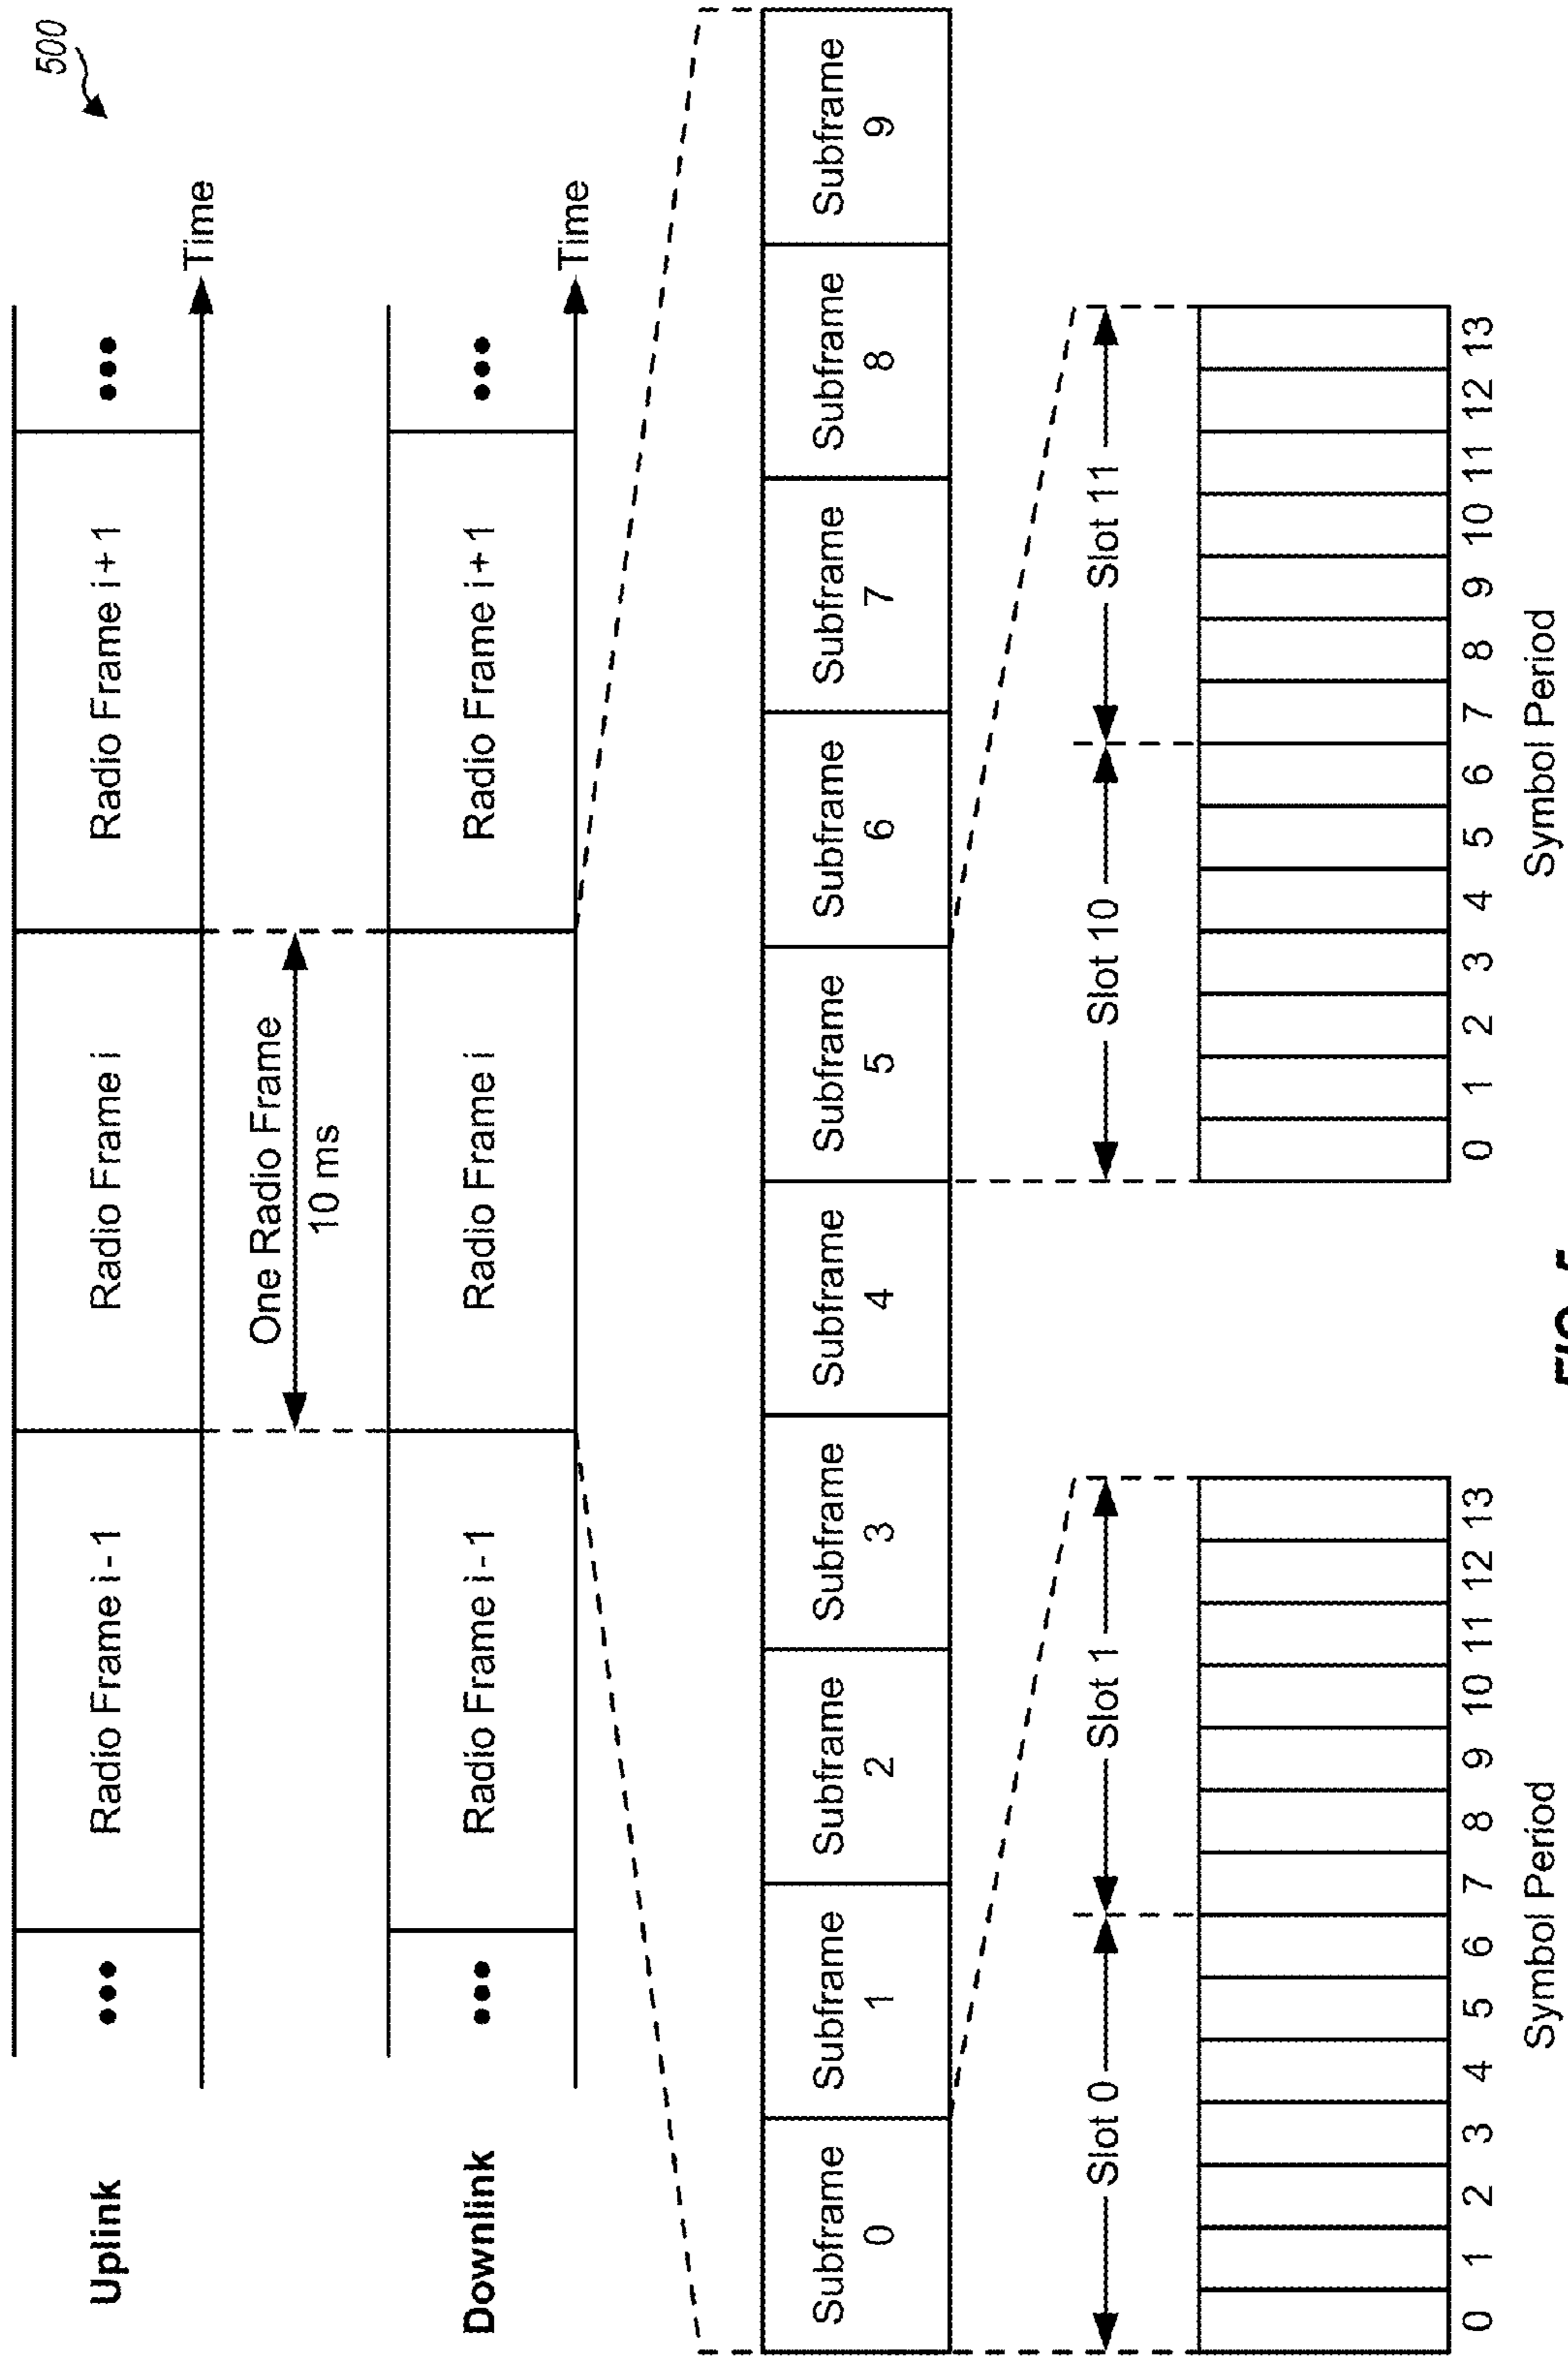 500
Uplink
••• Radio Frame i-1 Radio Frame i Radio Frame i+1 •••
Time
One Radio Frame
10 ms
Downlink
••• Radio Frame i-1 Radio Frame i Radio Frame i+1 •••
Time
Subframe 0
Subframe 1
Subframe 2
Subframe 3
Subframe 4
Subframe 5
Subframe 6
Subframe 7
Subframe 8
Subframe 9
Slot 0 Slot 1
Slot 10 Slot 11
0 1 2 3 4 5 6 7 8 9 10 11 12 13
Symbol Period
0 1 2 3 4 5 6 7 8 9 10 11 12 13
Symbol Period